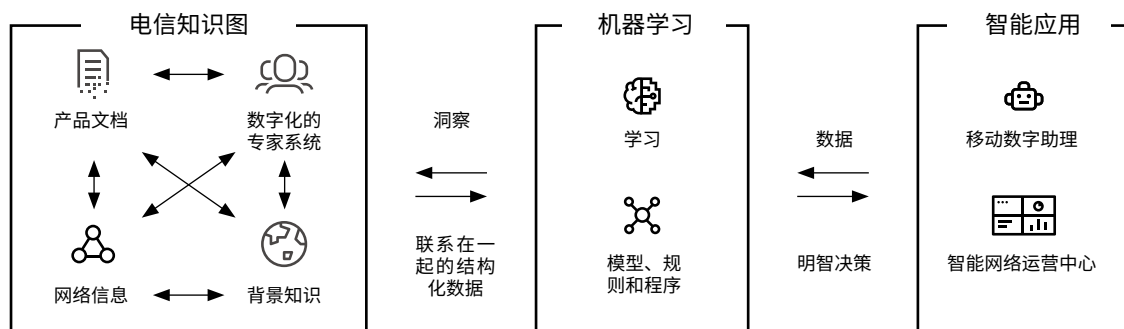 电信知识图
产品文档
数字化的
专家系统
网络信息
背景知识
洞察
联系在一
起的结构
化数据
机器学习
学习
模型、规
则和程序
数据
明智决策
智能应用
移动数字助理
智能网络运营中心